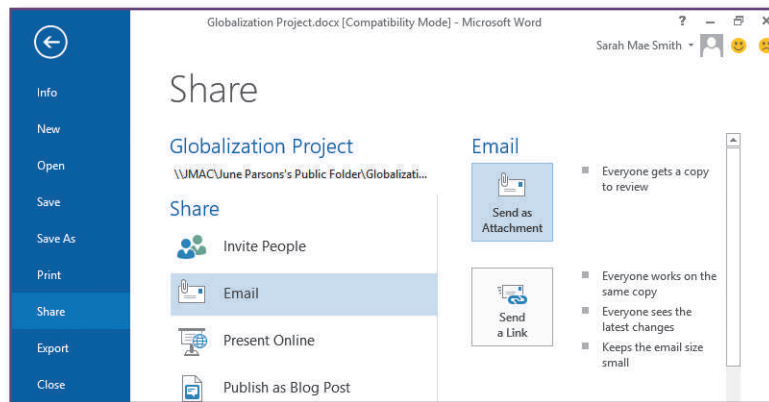 Globalization Project.docx [Compatibility Mode] - Microsoft Word
?
Sarah Mae Smith
Info
New
Open
Save
Save As
Print
Share
Export
Close
Share
Globalization Project
\\JMAC\June Parsons's Public Folder\Globalizati...
Share
Invite People
Email
Present Online
Publish as Blog Post
Email
Send as
Attachment
Everyone gets a copy
to review
Send
a Link
Everyone works on the
same copy
Everyone sees the
latest changes
Keeps the email size
small